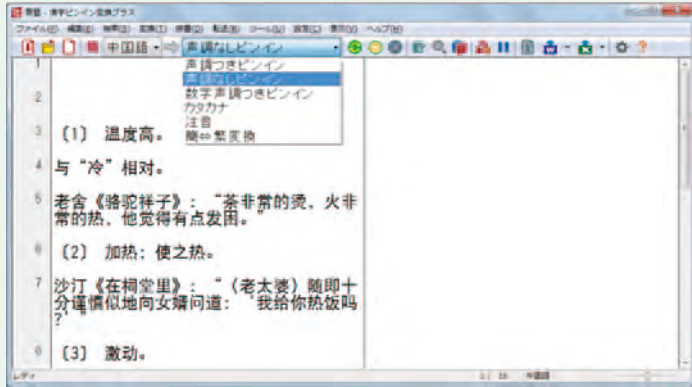 漢字ピンイン変換プラス
ファイル(F) 編集(E) 検索(S) 変換(T) 辞書(D) 転送(B) ツール(U) 設定(C) 表示(V) ヘルプ(H)
中国語 声調なしピンイン
声調つきピンイン
声調なしピンイン
数字声調つきピンイン
カタカナ
注音
簡⇔繁変換
1
2
3 〔1〕 温度高。
4 与“冷”相对。
5 老舍《骆驼祥子》：“茶非常的烫，火非
常的热，他觉得有点发困。”
6 〔2〕 加热；使之热。
7 沙汀《在祠堂里》：“（老太婆）随即十
分谨慎似地向女婿问道：‘我给你热饭吗
？’”
8 〔3〕 激动。
レディ 中国語